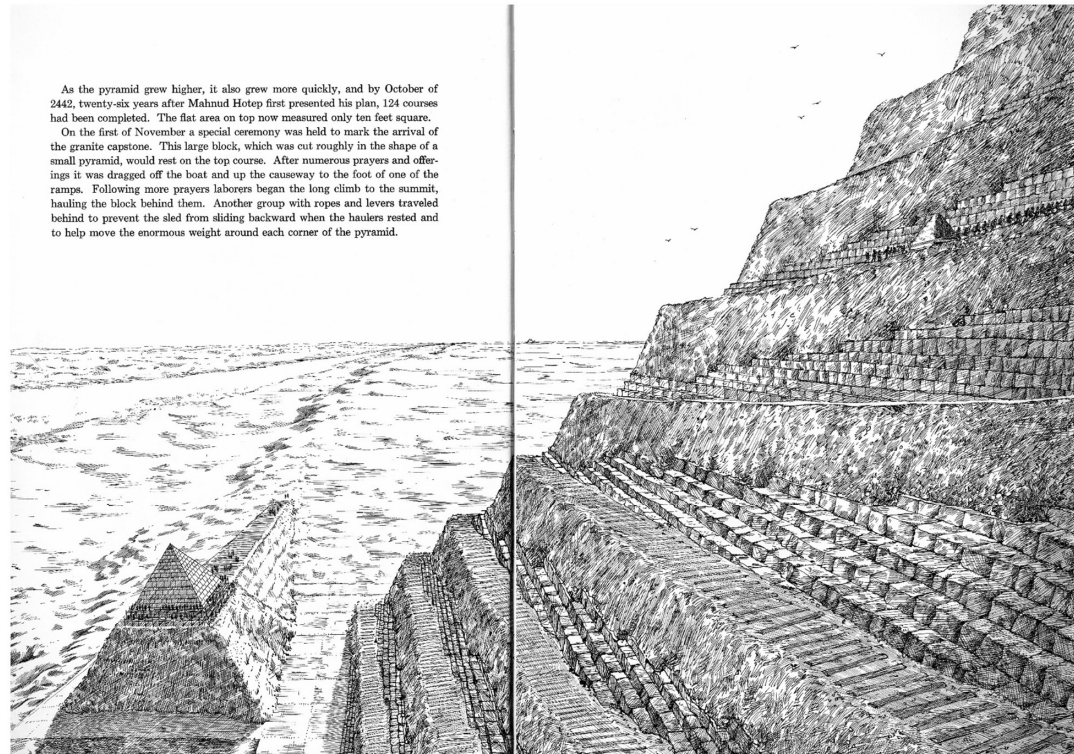 As the pyramid grew higher, it also grew more quickly, and by October of
2442, twenty-six years after Mahnud Hotep first presented his plan, 124 courses
had been completed. The flat area on top now measured only ten feet square.
On the first of November a special ceremony was held to mark the arrival of
the granite capstone. This large block, which was cut roughly in the shape of a
small pyramid, would rest on the top course. After numerous prayers and offer-
ings it was dragged off the boat and up the causeway to the foot of one of the
ramps. Following more prayers laborers began the long climb to the summit,
hauling the block behind them. Another group with ropes and levers traveled
behind to prevent the sled from sliding backward when the haulers rested and
to help move the enormous weight around each corner of the pyramid.